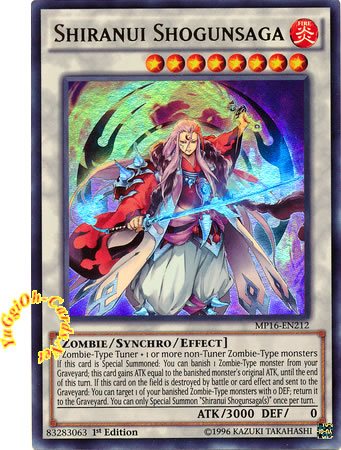 SHIRANUI SHOGUNSAGA
FIRE
炎
MP16-EN212
[ZOMBIE/SYNCHRO/EFFECT]
1 Zombie-Type Tuner + 1 or more non-Tuner Zombie-Type monsters
If this card is Special Summoned: You can banish 1 Zombie-Type monster from
your Graveyard; this card gains ATK equal to the banished monster's original ATK, until the end
of this turn. If this card on the field is destroyed by battle or card effect and sent to the
Graveyard: You can target 1 of your banished Zombie-Type monsters with 0 DEF; return it
to the Graveyard. You can only Special Summon "Shiranui Shogunsaga(s)" once per turn.
ATK/3000 DEF/ 0
83283063 1st Edition
©1996 KAZUKI TAKAHASHI